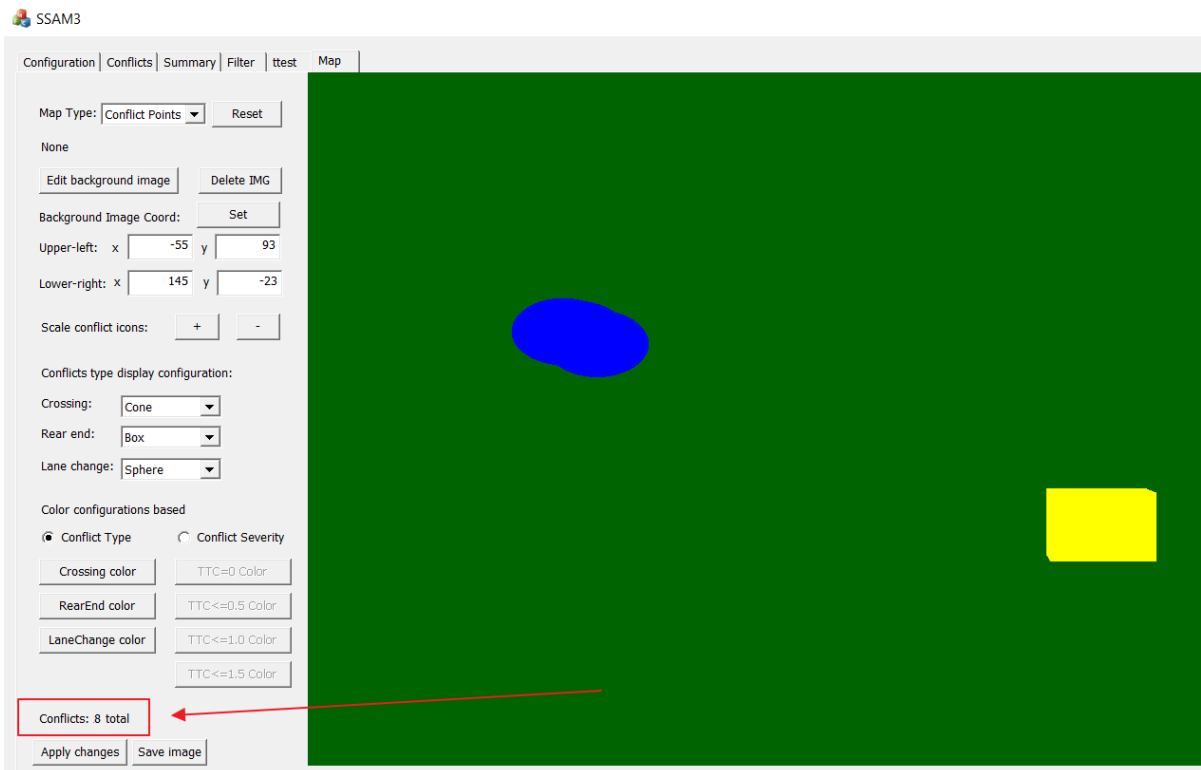 SSAM3
Configuration Conflicts Summary Filter ttest Map
Map Type: Conflict Points Reset
None
Edit background image Delete IMG
Background Image Coord: Set
Upper-left: x -55 y 93
Lower-right: x 145 y -23
Scale conflict icons: + -
Conflicts type display configuration:
Crossing: Cone
Rear end: Box
Lane change: Sphere
Color configurations based
Conflict Type Conflict Severity
Crossing color TTC=0 Color
RearEnd color TTC<=0.5 Color
LaneChange color TTC<=1.0 Color
TTC<=1.5 Color
Conflicts: 8 total
Apply changes Save image